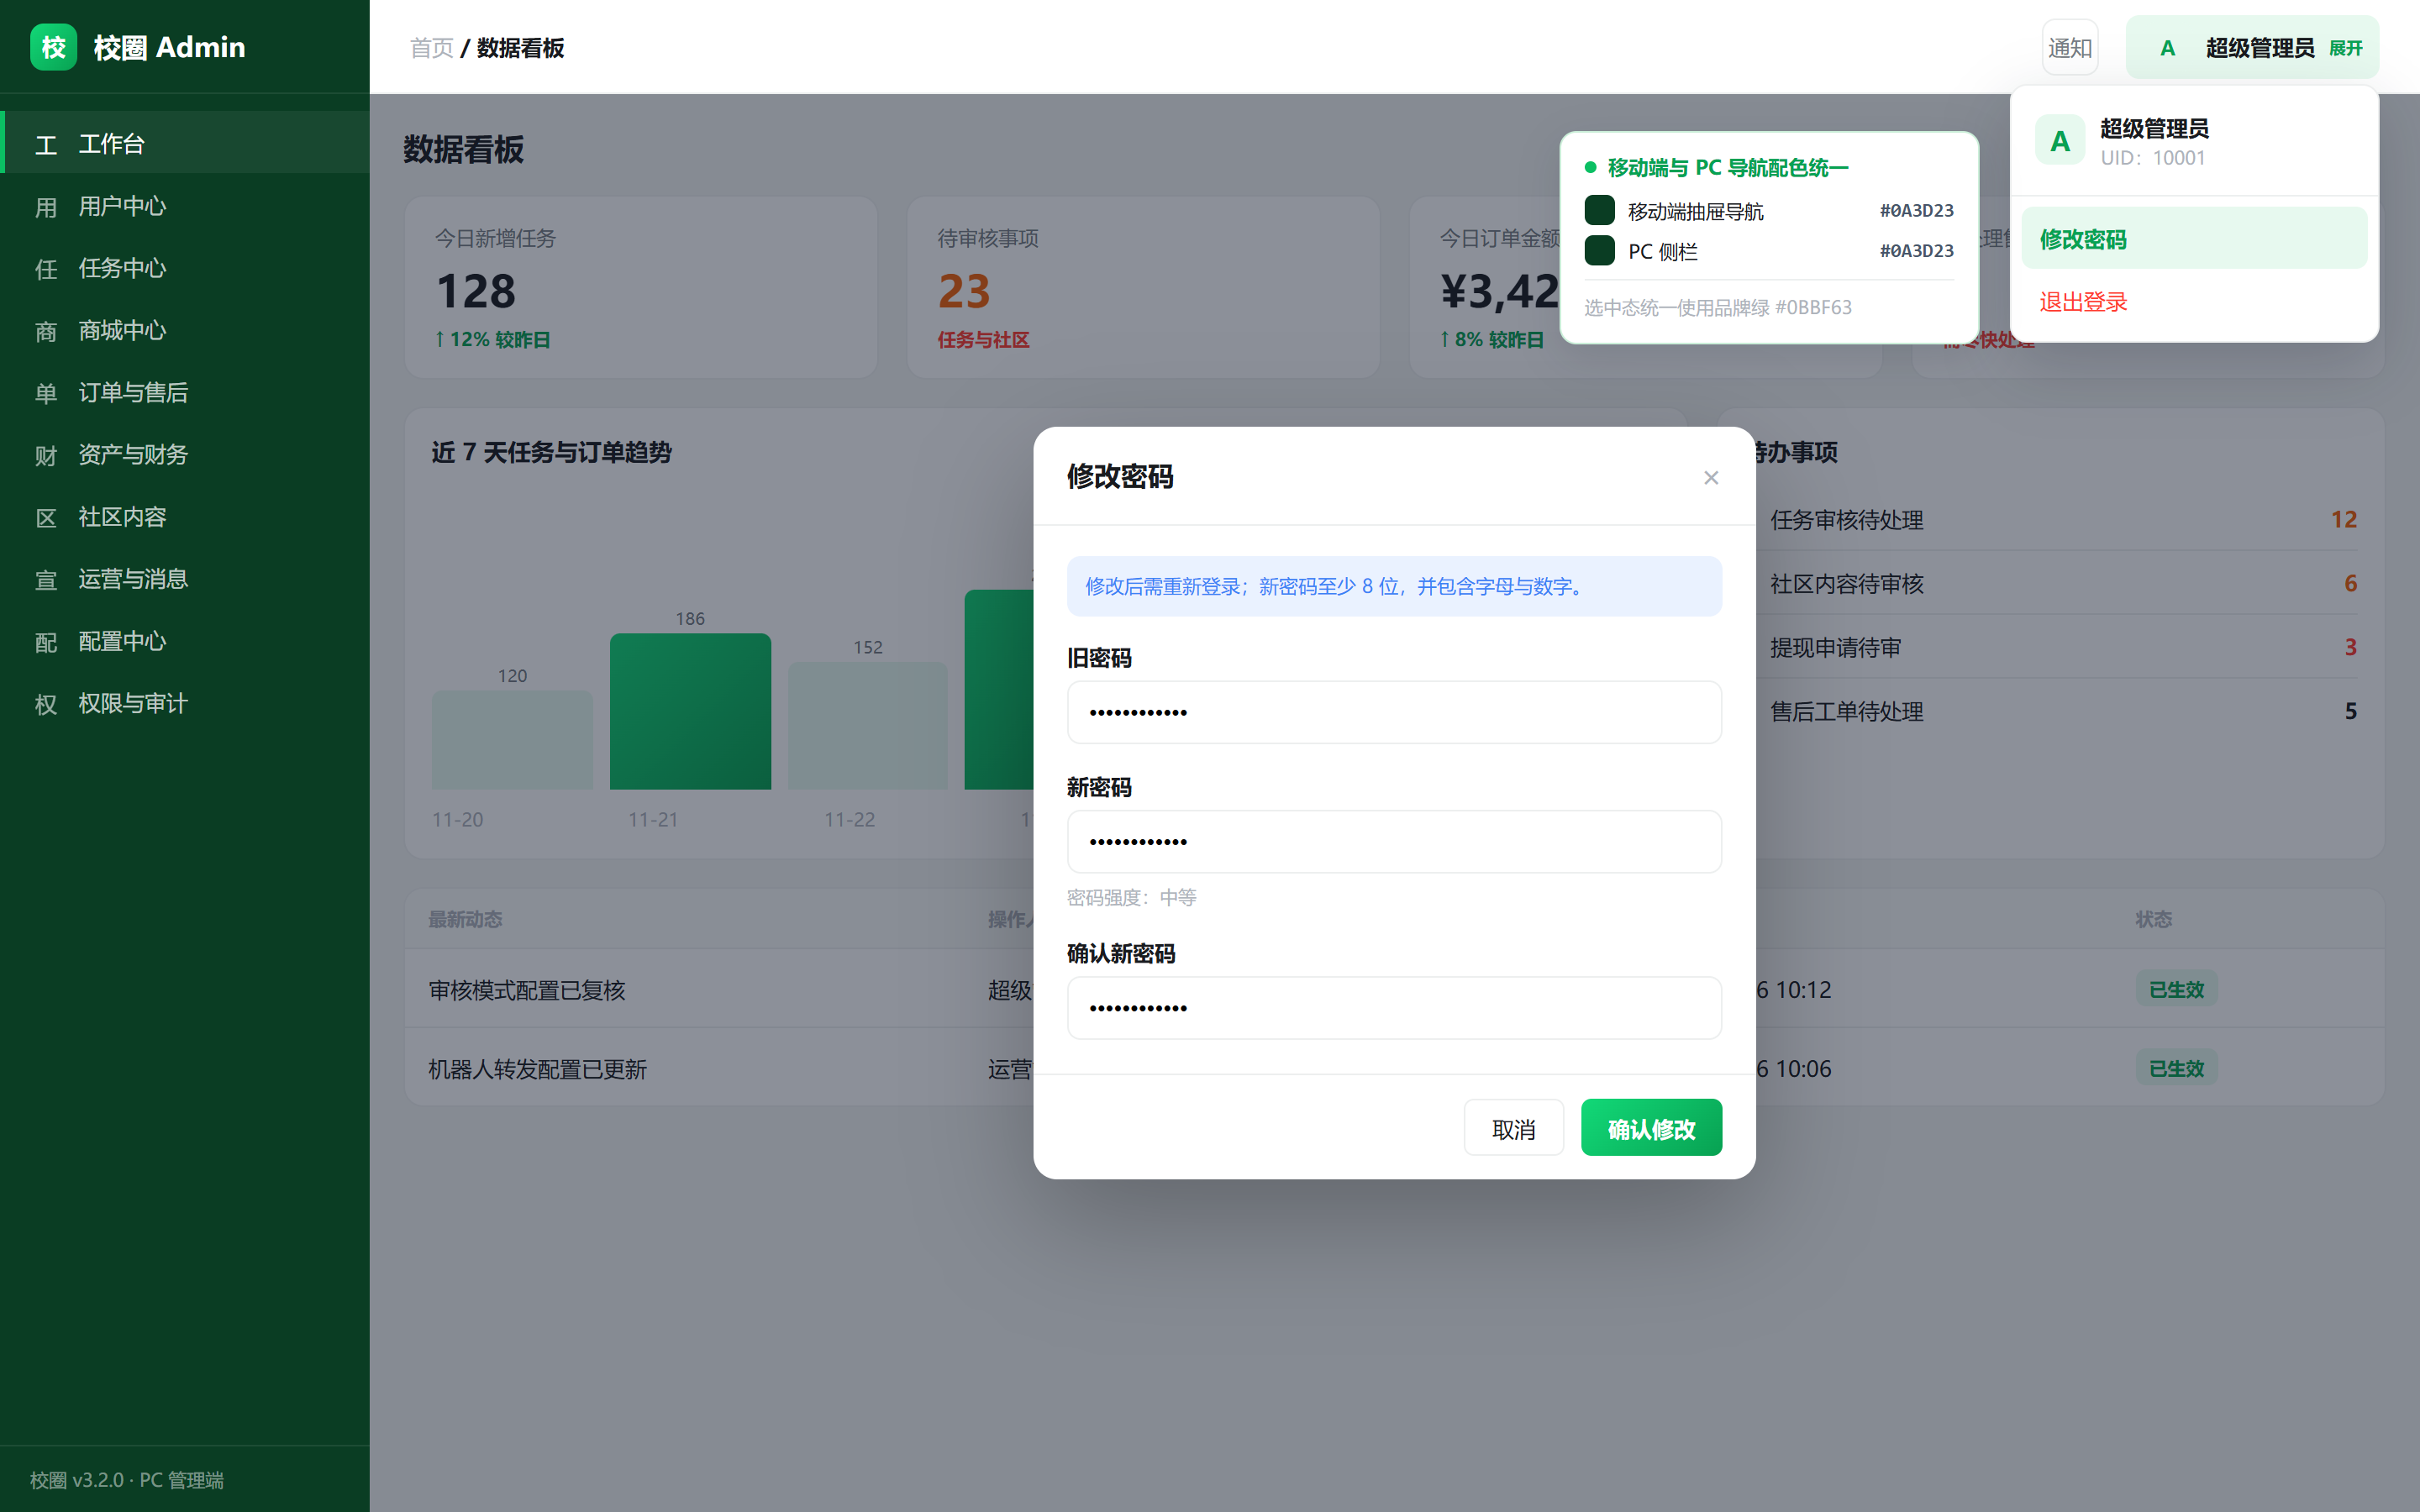 校 校圈 Admin
工 工作台
用 用户中心
任 任务中心
商 商城中心
单 订单与售后
财 资产与财务
区 社区内容
宣 运营与消息
配 配置中心
权 权限与审计
校圈 v3.2.0 · PC 管理端
首页 / 数据看板
通知
A 超级管理员 展开
A 超级管理员
UID：10001
修改密码
退出登录
移动端与 PC 导航配色统一
移动端抽屉导航 #0A3D23
PC 侧栏 #0A3D23
选中态统一使用品牌绿 #0BBF63
数据看板
今日新增任务
128
↑ 12% 较昨日
待审核事项
23
任务与社区
今日订单金额
¥3,42
↑ 8% 较昨日
近 7 天任务与订单趋势
120
186
152
11-20
11-21
11-22
待办事项
任务审核待处理 12
社区内容待审核 6
提现申请待审 3
售后工单待处理 5
修改密码 ×
修改后需重新登录；新密码至少 8 位，并包含字母与数字。
旧密码
••••••••••••
新密码
••••••••••••
密码强度：中等
确认新密码
••••••••••••
取消
确认修改
最新动态 操作 状态
审核模式配置已复核 超级 6 10:12 已生效
机器人转发配置已更新 运营 6 10:06 已生效